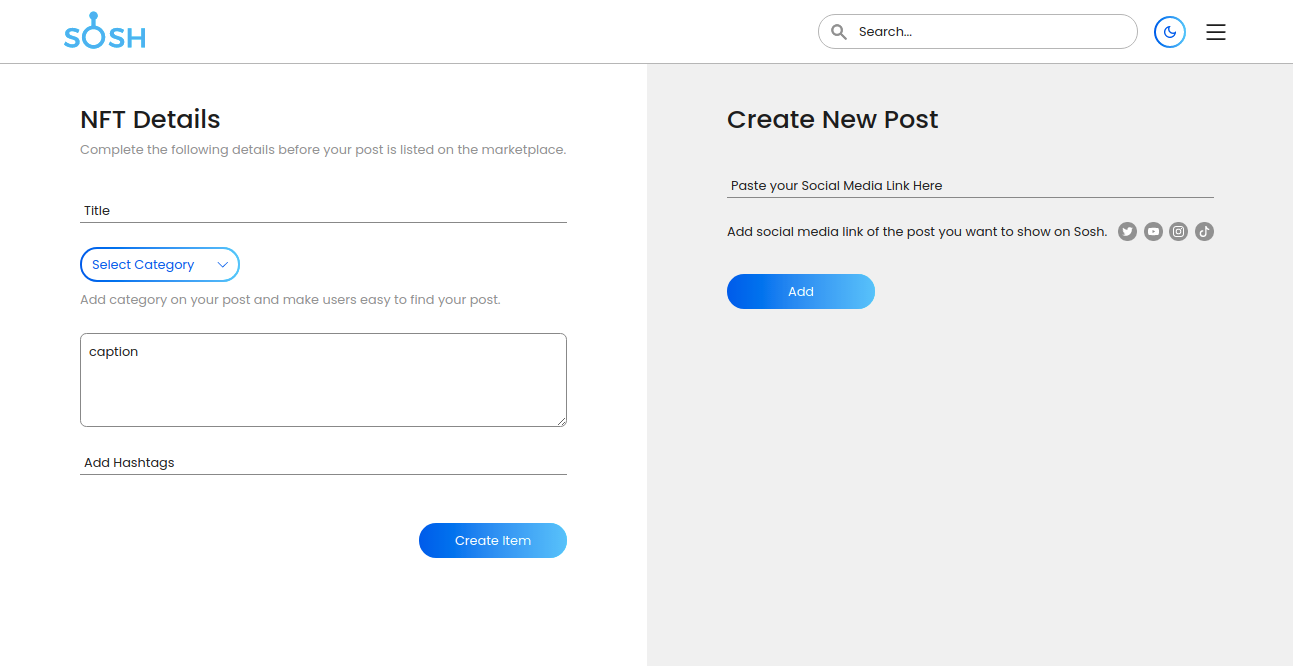 SOSH
Search...
NFT Details
Complete the following details before your post is listed on the marketplace.
Title
Select Category
Add category on your post and make users easy to find your post.
caption
Add Hashtags
Create Item
Create New Post
Paste your Social Media Link Here
Add social media link of the post you want to show on Sosh.
Add